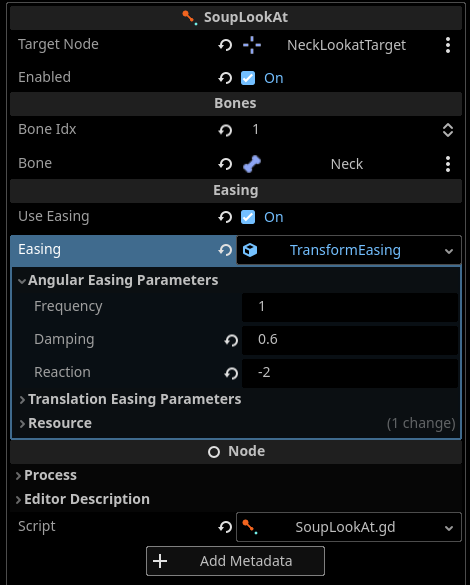 SoupLookAt
Target Node NeckLookatTarget
Enabled On
Bones
Bone Idx 1
Bone Neck
Easing
Use Easing On
Easing TransformEasing
Angular Easing Parameters
Frequency 1
Damping 0.6
Reaction -2
Translation Easing Parameters
Resource (1 change)
Node
Process
Editor Description
Script SoupLookAt.gd
Add Metadata